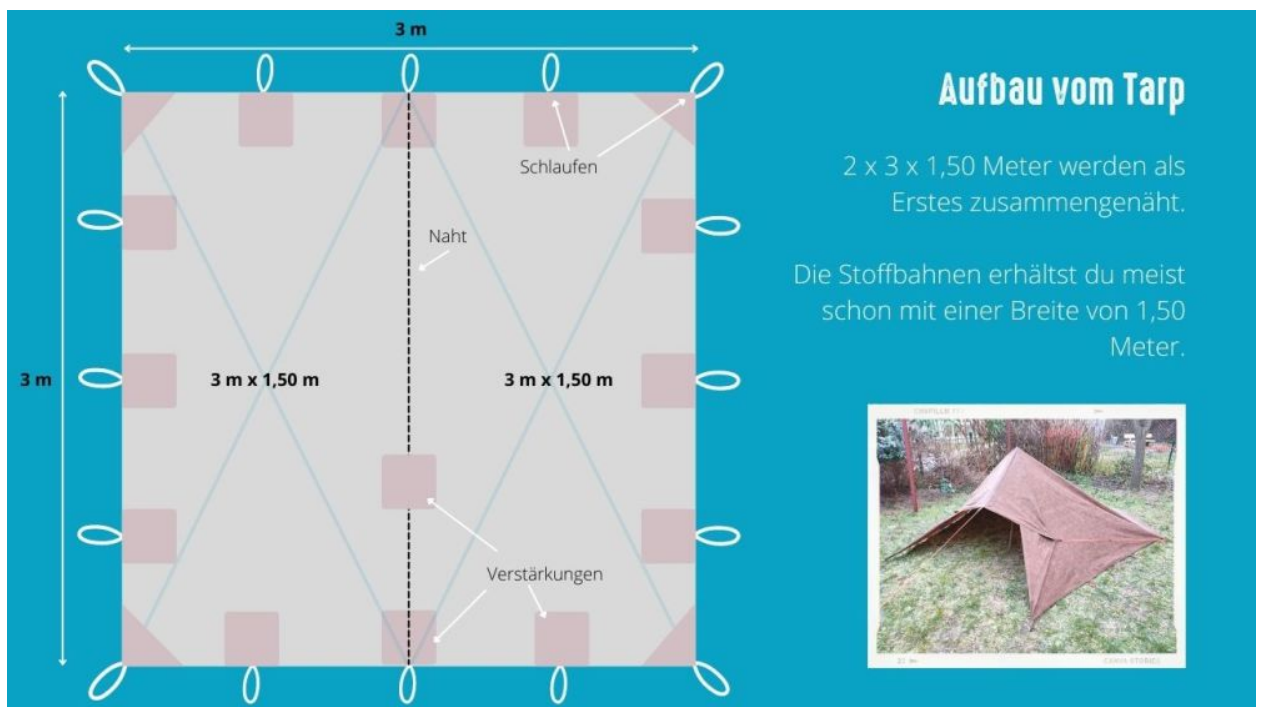 3 m
Aufbau vom Tarp
2 x 3 x 1,50 Meter werden als
Erstes zusammengenäht.
Die Stoffbahnen erhältst du meist
schon mit einer Breite von 1,50
Meter.
Schlaufen
Naht
3 m
3 m x 1,50 m
3 m x 1,50 m
Verstärkungen